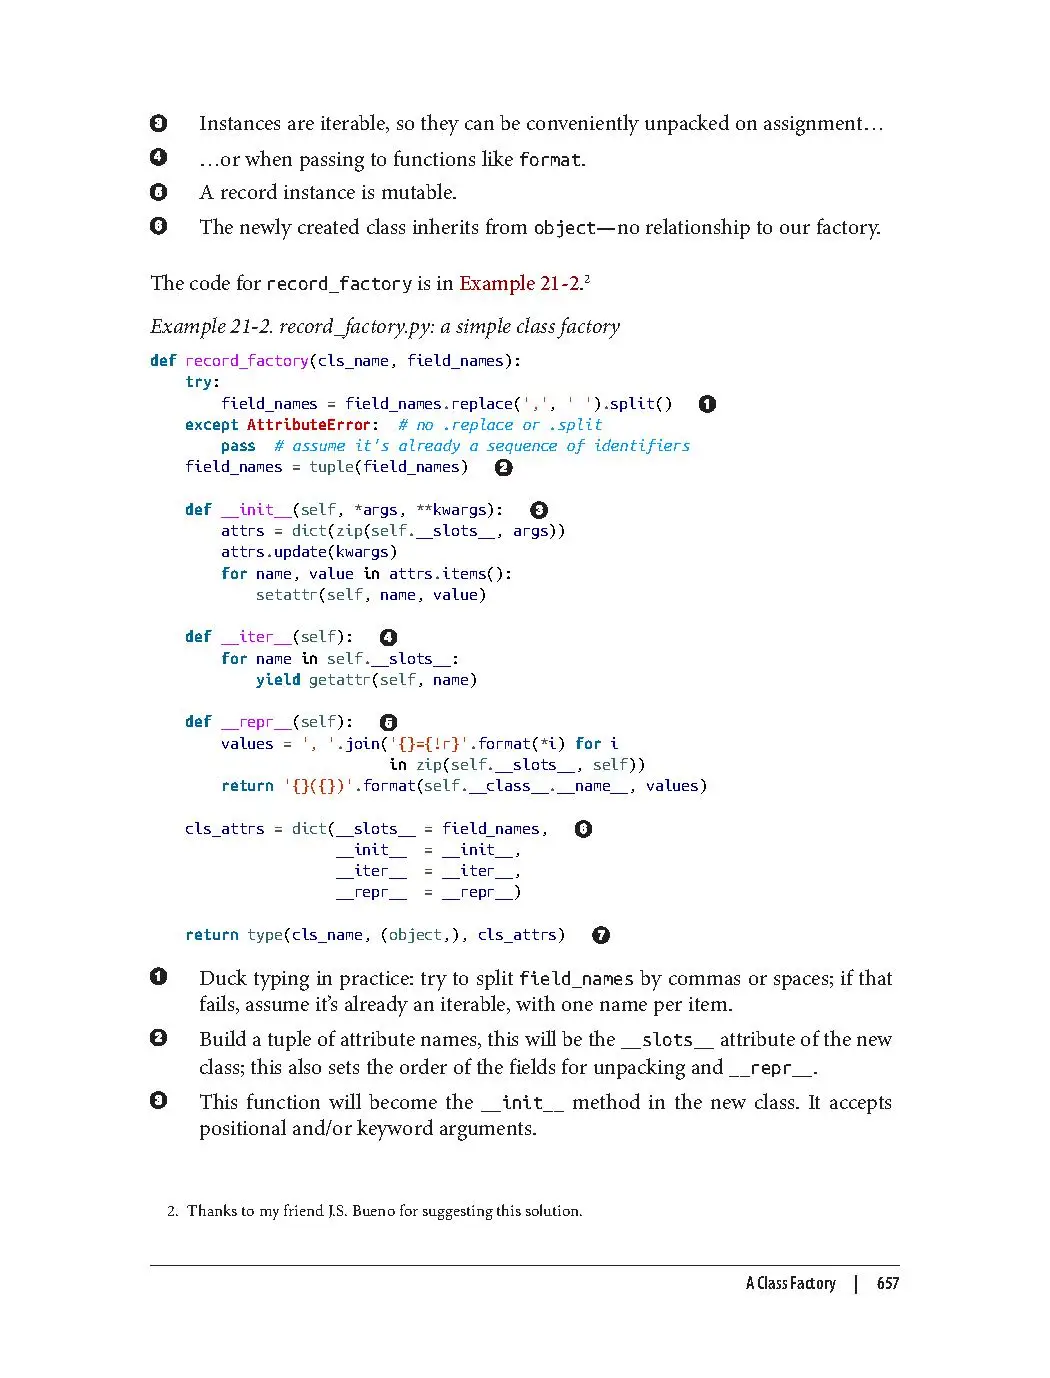 ❸ Instances are iterable, so they can be conveniently unpacked on assignment…
❹ …or when passing to functions like format.
❺ A record instance is mutable.
❻ The newly created class inherits from object—no relationship to our factory.
The code for record_factory is in Example 21-2.2
Example 21-2. record_factory.py: a simple class factory
def record_factory(cls_name, field_names):
    try:
        field_names = field_names.replace(',', ' ').split()  ❶
    except AttributeError:  # no .replace or .split
        pass  # assume it's already a sequence of identifiers
    field_names = tuple(field_names)  ❷
    def __init__(self, *args, **kwargs):  ❸
        attrs = dict(zip(self.__slots__, args))
        attrs.update(kwargs)
        for name, value in attrs.items():
            setattr(self, name, value)
    def __iter__(self):  ❹
        for name in self.__slots__:
            yield getattr(self, name)
    def __repr__(self):  ❺
        values = ', '.join('{}={!r}'.format(*i) for i
                           in zip(self.__slots__, self))
        return '{}({})'.format(self.__class__.__name__, values)
    cls_attrs = dict(__slots__ = field_names,  ❻
                     __init__  = __init__,
                     __iter__  = __iter__,
                     __repr__  = __repr__)
    return type(cls_name, (object,), cls_attrs)  ❼
❶ Duck typing in practice: try to split field_names by commas or spaces; if that
fails, assume it’s already an iterable, with one name per item.
❷ Build a tuple of attribute names, this will be the __slots__ attribute of the new
class; this also sets the order of the fields for unpacking and __repr__.
❸ This function will become the __init__ method in the new class. It accepts
positional and/or keyword arguments.
2. Thanks to my friend J.S. Bueno for suggesting this solution.
A Class Factory | 657